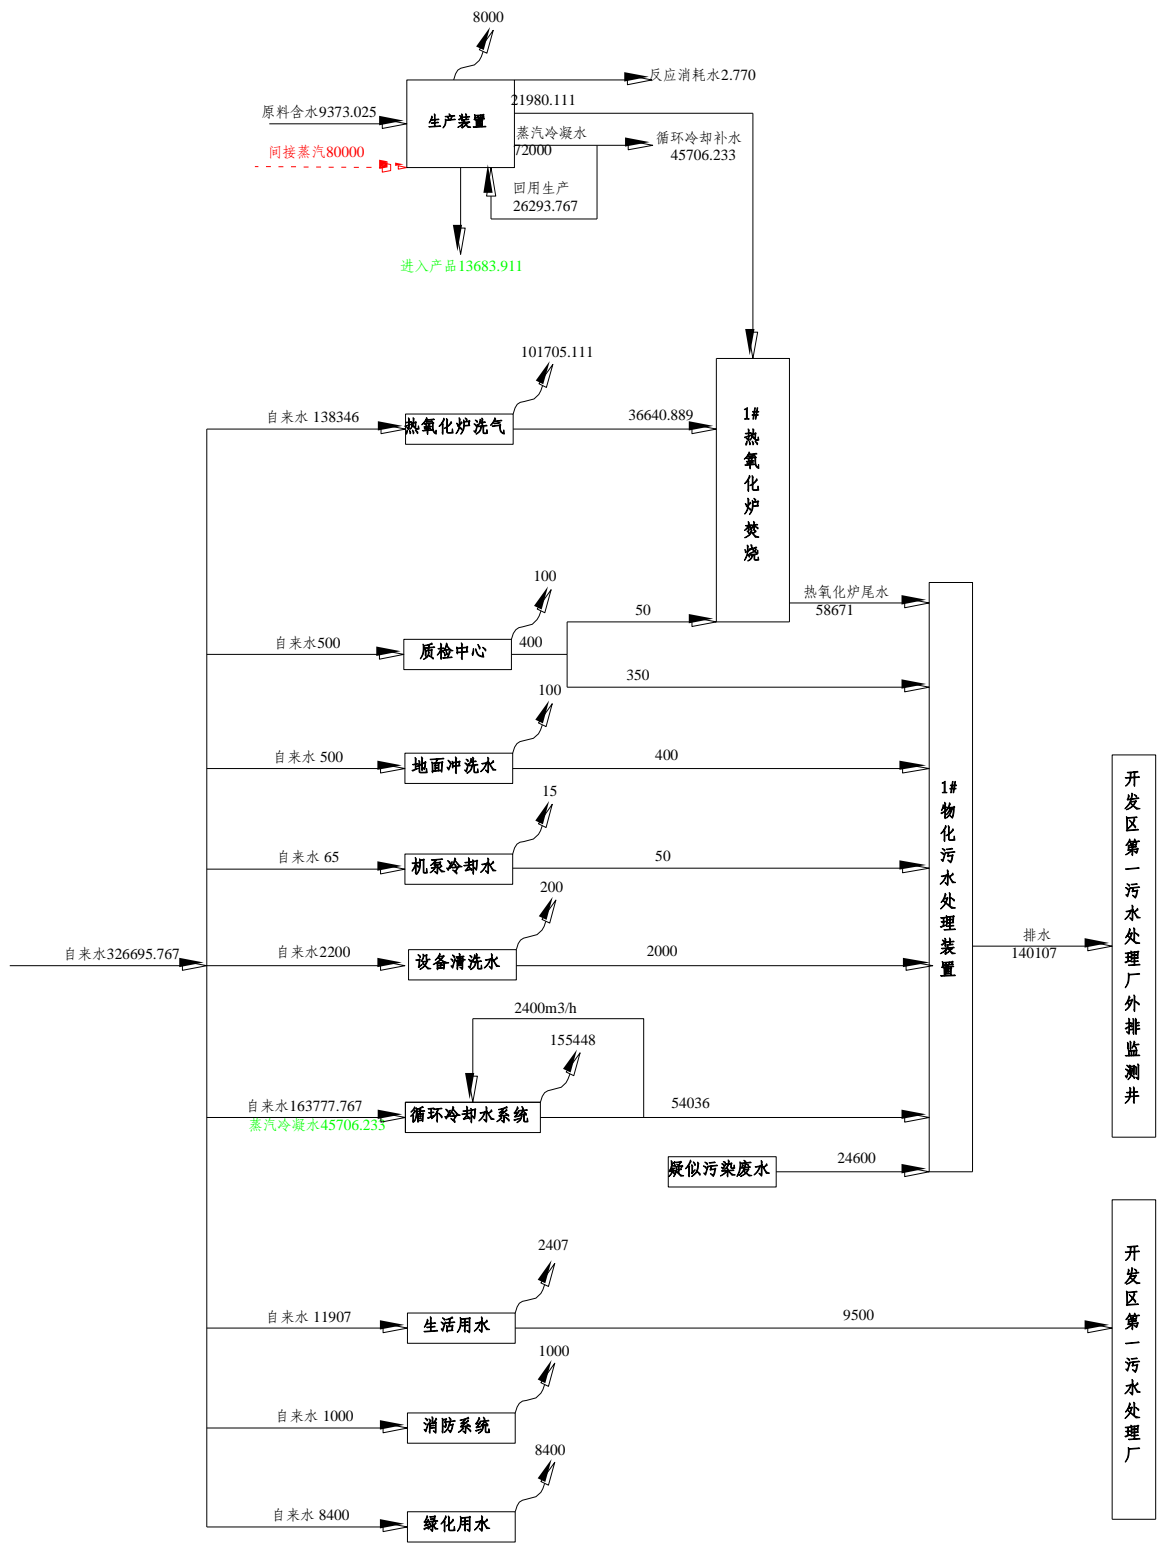 8000
反应消耗水2.770
21980.111
原料含水9373.025
生产装置
蒸汽冷凝水
72000
循环冷却补水
45706.233
间接蒸汽80000
回用生产
26293.767
进入产品13683.911
101705.111
自来水 138346
热氧化炉洗气
36640.889
1#
热
氧
化
炉
焚
烧
100
自来水500
质检中心
400
50
350
热氧化炉尾水
58671
100
自来水 500
地面冲洗水
400
15
自来水 65
机泵冷却水
50
200
自来水326695.767
自来水2200
设备清洗水
2000
1#
物
化
污
水
处
理
装
置
排水
140107
开
发
区
第
一
污
水
处
理
厂
外
排
监
测
井
2400m3/h
155448
自来水163777.767
蒸汽冷凝水45706.233
循环冷却水系统
54036
疑似污染废水
24600
2407
自来水 11907
生活用水
9500
开
发
区
第
一
污
水
处
理
厂
1000
自来水 1000
消防系统
8400
自来水 8400
绿化用水